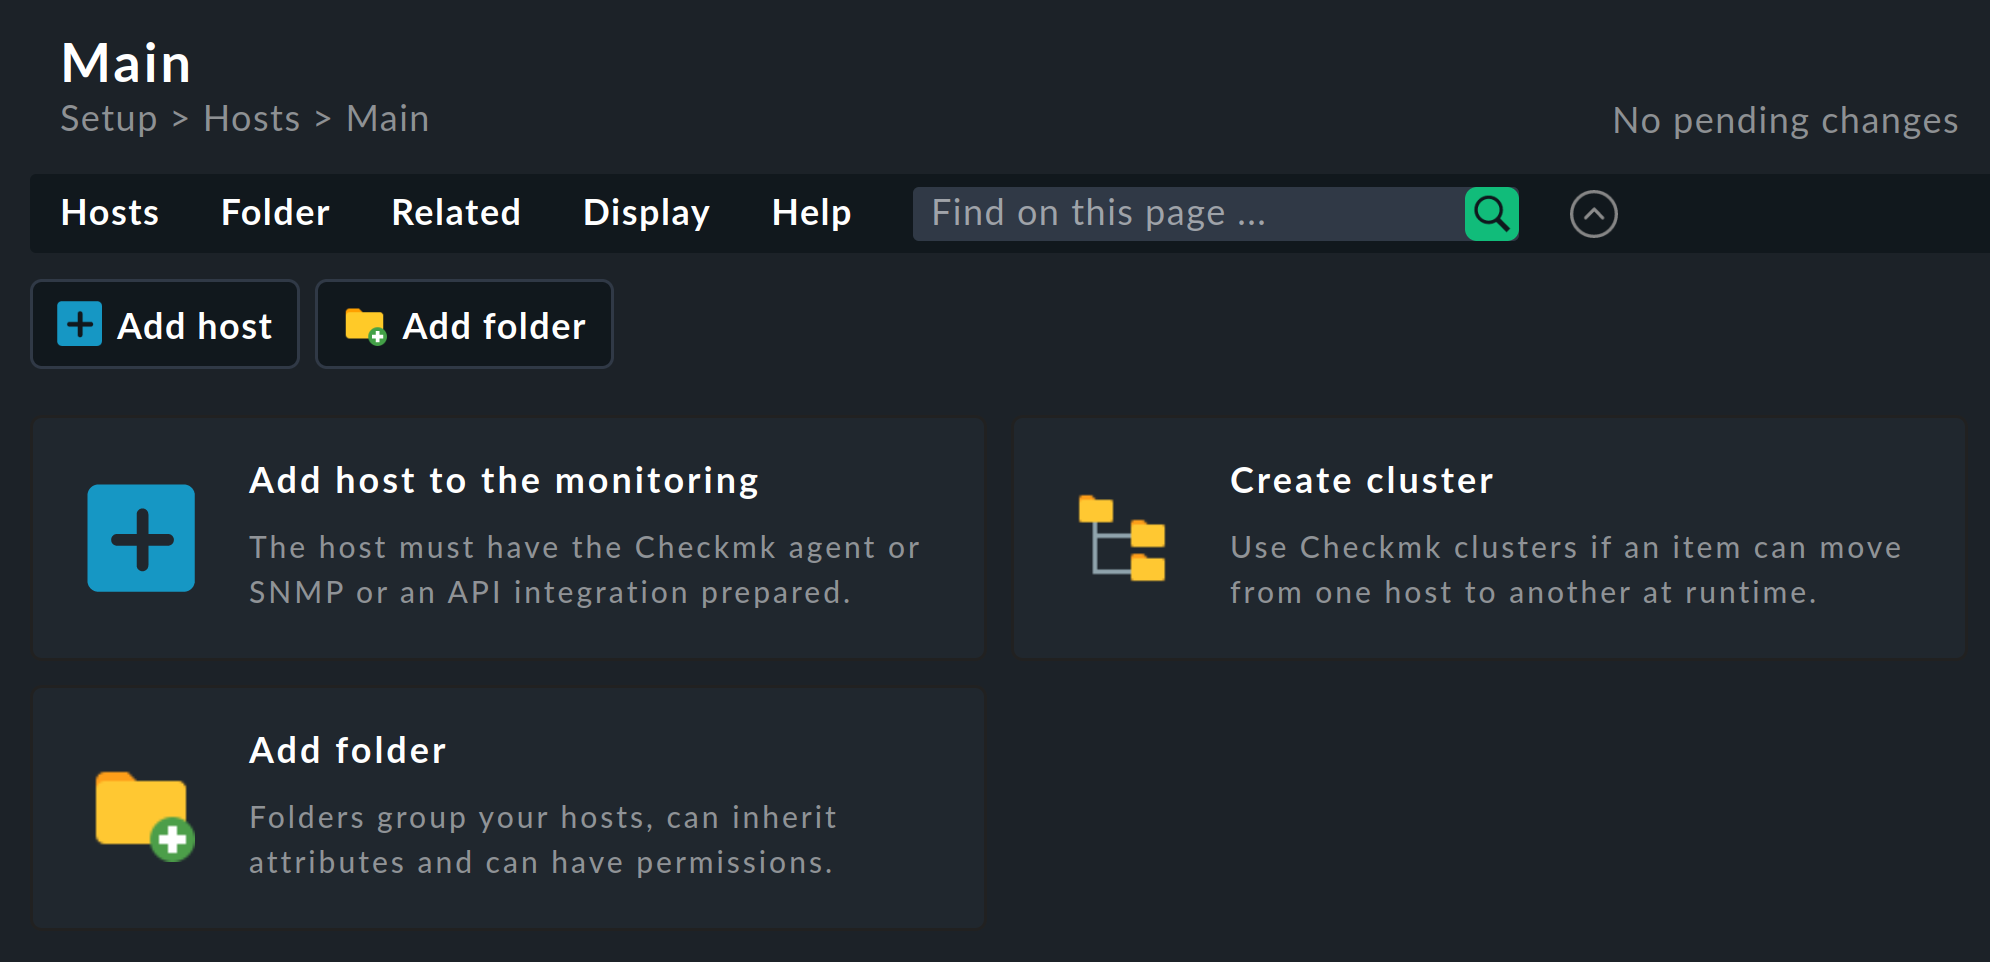 Main
Setup > Hosts > Main
No pending changes
Hosts Folder Related Display Help Find on this page ...
Add host Add folder
Add host to the monitoring
The host must have the Checkmk agent or
SNMP or an API integration prepared.
Create cluster
Use Checkmk clusters if an item can move
from one host to another at runtime.
Add folder
Folders group your hosts, can inherit
attributes and can have permissions.